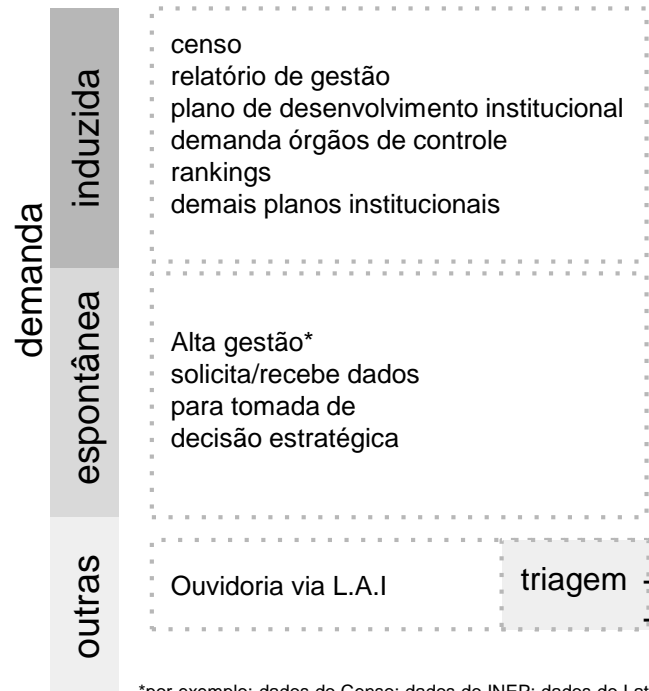 demanda
induzida
censo
relatório de gestão
plano de desenvolvimento institucional
demanda órgãos de controle
rankings
demais planos institucionais
espontânea
Alta gestão*
solicita/recebe dados
para tomada de
decisão estratégica
outras
Ouvidoria via L.A.I
triagem
*por exemplo: dados do Censo; dados do INEP; dados do Lat